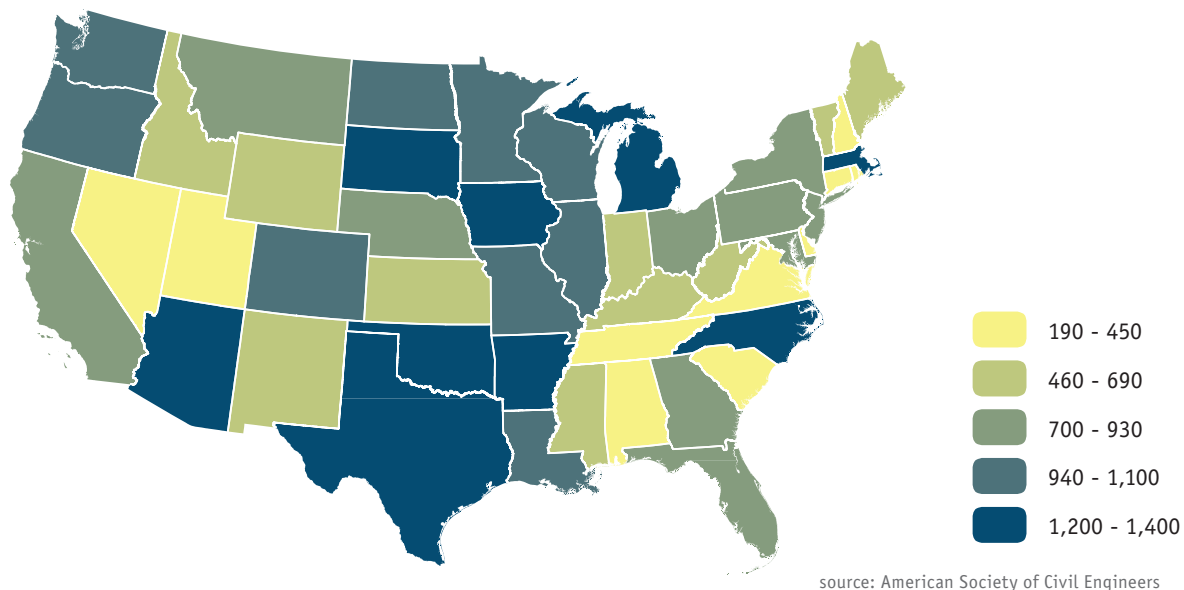 190 - 450
460 - 690
700 - 930
940 - 1,100
1,200 - 1,400
source: American Society of Civil Engineers